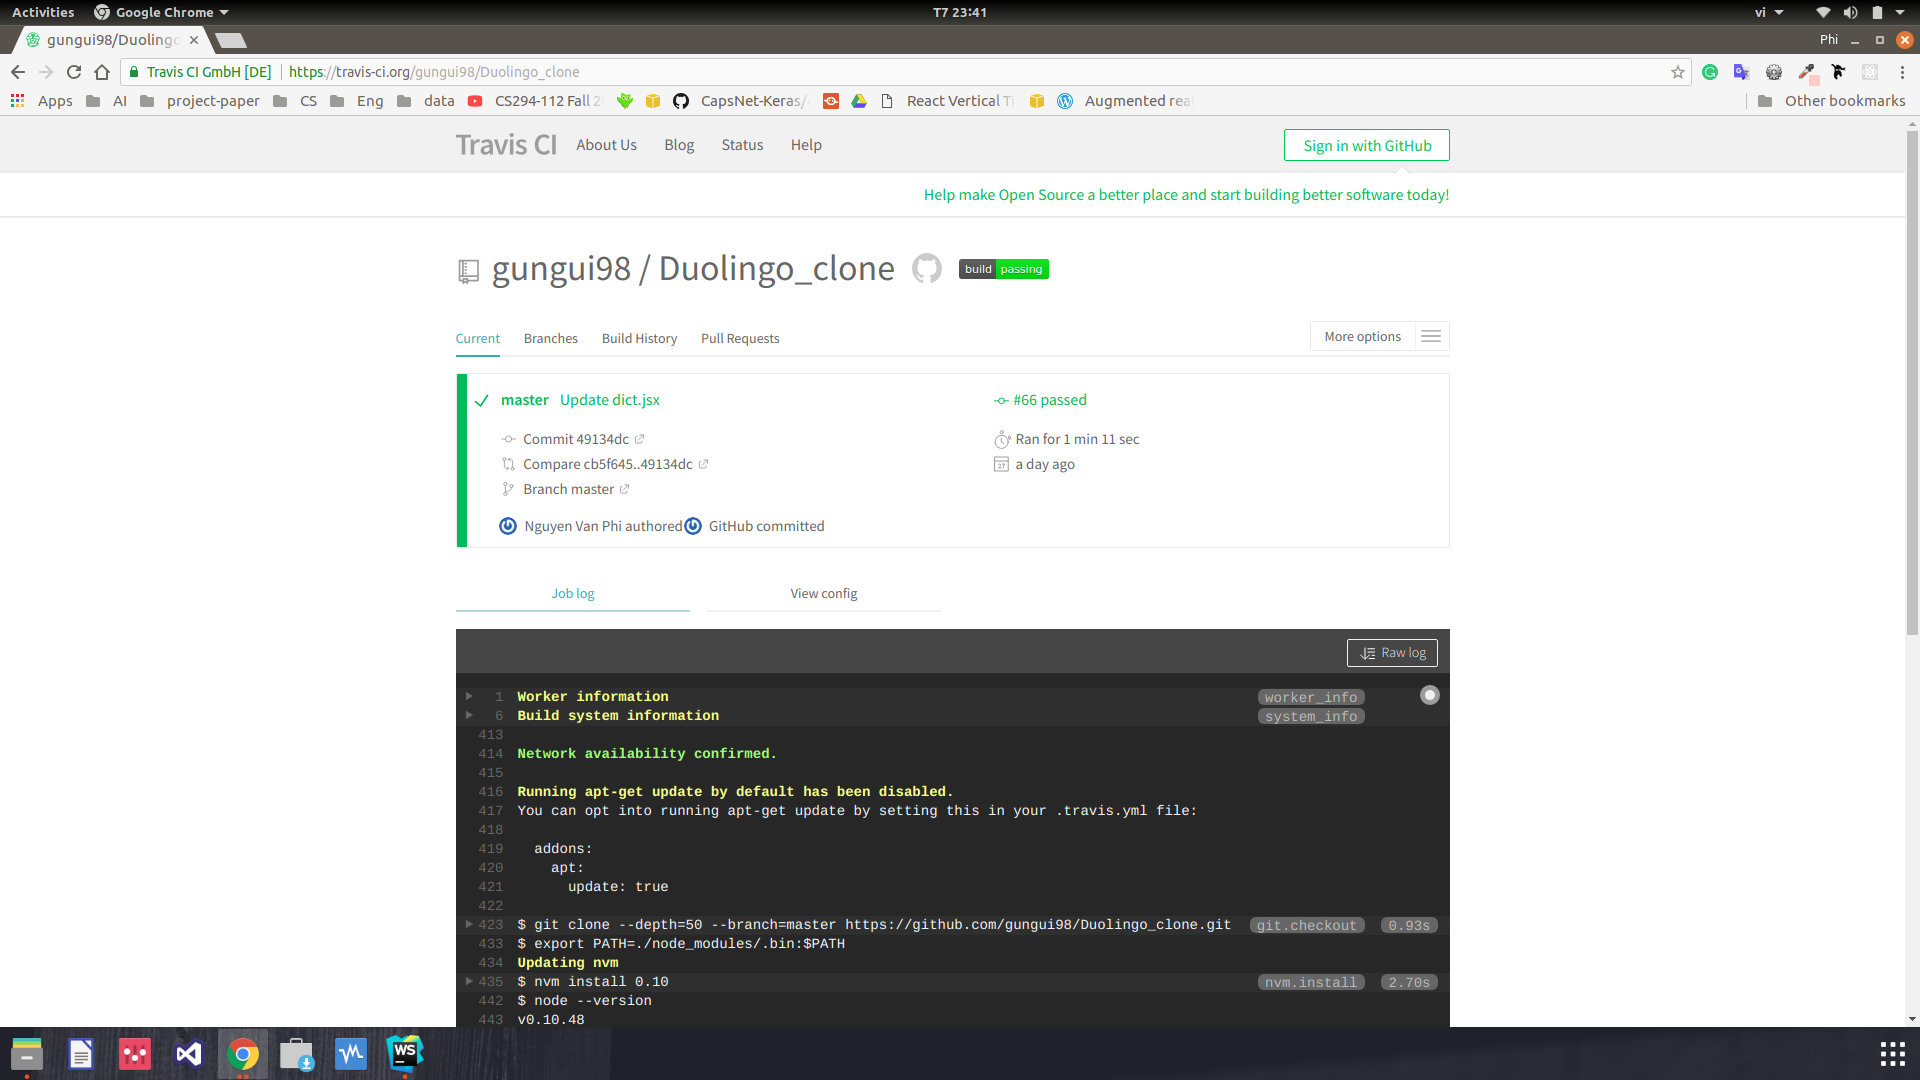 Activities Google Chrome T7 23:41 vi
gungui98/Duolingo Phi
Travis CI GmbH [DE] https://travis-ci.org/gungui98/Duolingo_clone
Apps AI project-paper CS Eng data CS294-112 Fall 2 CapsNet-Keras/ React Vertical Ti Augmented real Other bookmarks
Travis CI About Us Blog Status Help Sign in with GitHub
Help make Open Source a better place and start building better software today!
gungui98 / Duolingo_clone build passing
Current Branches Build History Pull Requests More options
master Update dict.jsx #66 passed
Commit 49134dc Ran for 1 min 11 sec
Compare cb5f645..49134dc 27 a day ago
Branch master
Nguyen Van Phi authored GitHub committed
Job log View config
Raw log
1 Worker information worker_info
6 Build system information system_info
413
414 Network availability confirmed.
415
416 Running apt-get update by default has been disabled.
417 You can opt into running apt-get update by setting this in your .travis.yml file:
418
419 addons:
420 apt:
421 update: true
422
423 $ git clone --depth=50 --branch=master https://github.com/gungui98/Duolingo_clone.git git.checkout 0.93s
433 $ export PATH=./node_modules/.bin:$PATH
434 Updating nvm
435 $ nvm install 0.10 nvm.install 2.70s
442 $ node --version
443 v0.10.48
WS